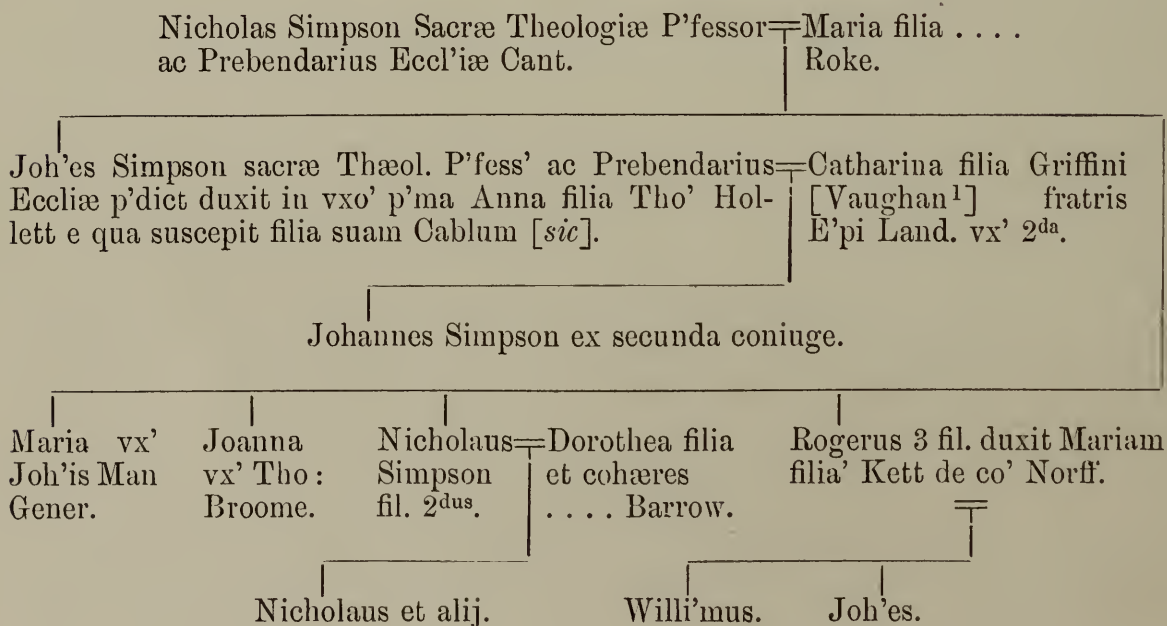 Nicholas Simpson Sacræ Theologiæ P'fessor
ac Prebendarius Eccl'iæ Cant.
Maria filia . . . .
Roke.
Joh'es Simpson sacræ Thæol. P'fess' ac Prebendarius
Eccliæ p'dict duxit in vxo' p'ma Anna filia Tho' Hol-
lett e qua suscepit filia suam Cablum [sic].
Catharina filia Griffini
[Vaughan¹] fratris
E'pi Land. vx' 2ᵈᵃ.
Johannes Simpson ex secunda coniuge.
Maria vx'
Joh'is Man
Gener.
Joanna
vx' Tho:
Broome.
Nicholaus
Simpson
fil. 2ᵈᵘˢ.
Dorothea filia
et cohæres
. . . . Barrow.
Rogerus 3 fil. duxit Mariam
filia' Kett de co' Norff.
Nicholaus et alij.
Willi'mus.
Joh'es.